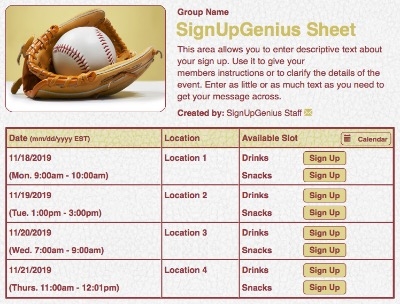 Group Name
SignUpGenius Sheet
This area allows you to enter descriptive text about
your sign up. Use it to give your
members instructions or to clarify the details of the
event. Enter as little or as much text as you need to
get your message across.
Created by: SignUpGenius Staff
Date (mm/dd/yyyy EST) Location Available Slot Calendar
11/18/2019 Location 1 Drinks Sign Up
(Mon. 9:00am - 10:00am) Snacks Sign Up
11/19/2019 Location 2 Drinks Sign Up
(Tue. 1:00pm - 3:00pm) Snacks Sign Up
11/20/2019 Location 3 Drinks Sign Up
(Wed. 7:00am - 9:00am) Snacks Sign Up
11/21/2019 Location 4 Drinks Sign Up
(Thurs. 11:00am - 12:01pm) Snacks Sign Up